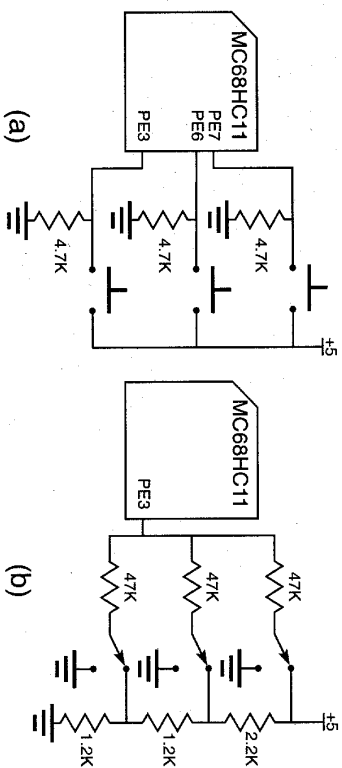 MC68HC11
PE7
PE6
PE3
4.7K
4.7K
4.7K
+5
(a)
MC68HC11
PE3
47K
47K
47K
2.2K
1.2K
1.2K
+5
(b)